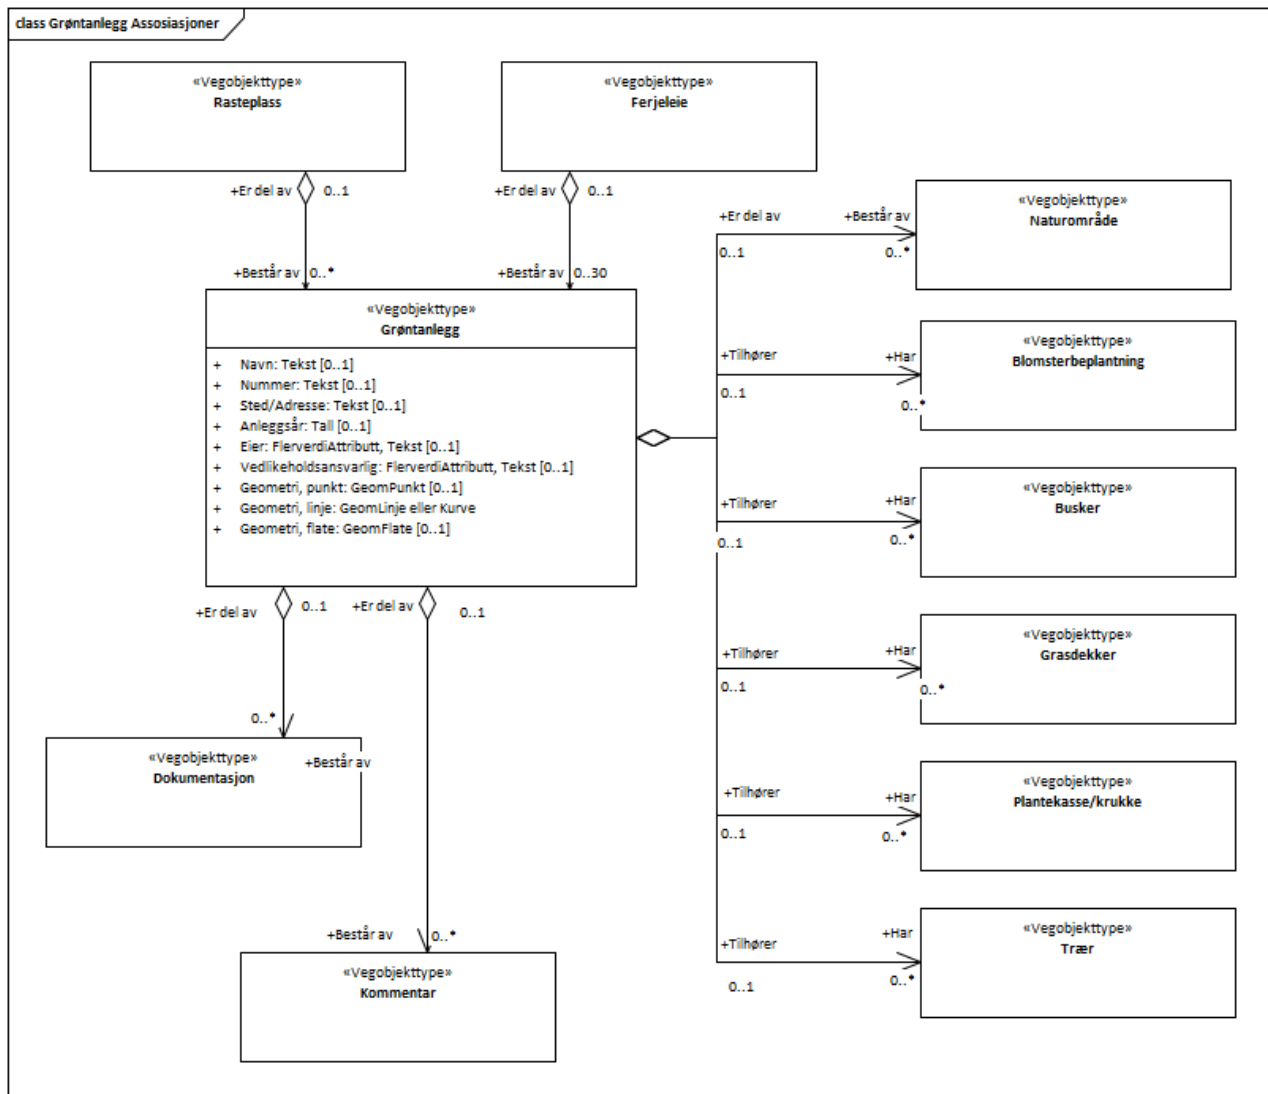 class Grøntanlegg Assosiasjoner
«Vegobjekttype»
Rasteplass
«Vegobjekttype»
Ferjeleie
+Er del av
0..1
+Er del av
0..1
+Består av
0..*
+Består av
0..30
«Vegobjekttype»
Grøntanlegg
+ Navn: Tekst [0..1]
+ Nummer: Tekst [0..1]
+ Sted/Adresse: Tekst [0..1]
+ Anleggsår: Tall [0..1]
+ Eier: FlerverdiAttributt, Tekst [0..1]
+ Vedlikeholdsansvarlig: FlerverdiAttributt, Tekst [0..1]
+ Geometri, punkt: GeomPunkt [0..1]
+ Geometri, linje: GeomLinje eller Kurve
+ Geometri, flate: GeomFlate [0..1]
+Er del av
0..1
+Består av
0..*
«Vegobjekttype»
Naturområde
+Tilhører
0..1
+Har
0..*
«Vegobjekttype»
Blomsterbeplantning
+Tilhører
0..1
+Har
0..*
«Vegobjekttype»
Busker
+Tilhører
0..1
+Har
0..*
«Vegobjekttype»
Grasdekker
+Tilhører
0..1
+Har
0..*
«Vegobjekttype»
Plantekasse/krukke
+Tilhører
0..1
+Har
0..*
«Vegobjekttype»
Trær
+Er del av
0..1
+Er del av
0..1
0..*
+Består av
«Vegobjekttype»
Dokumentasjon
+Består av
0..*
«Vegobjekttype»
Kommentar